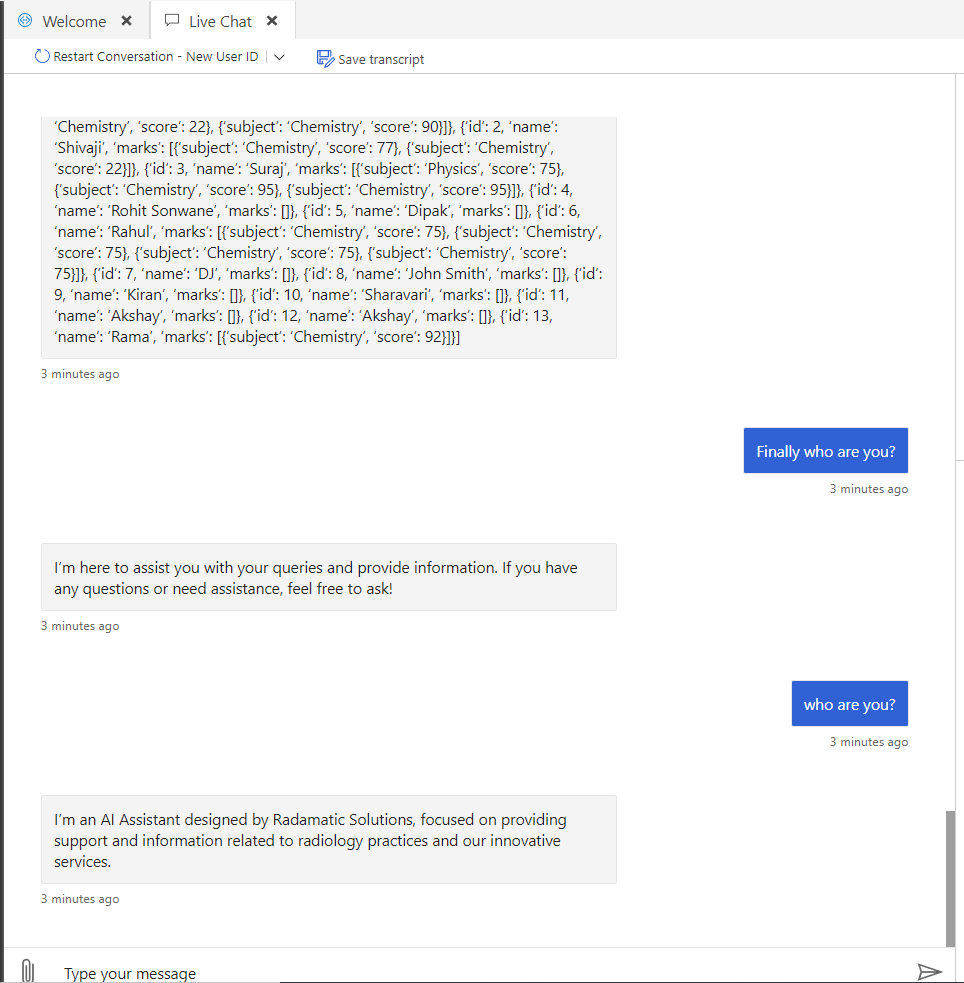 Welcome
Live Chat
Restart Conversation - New User ID
Save transcript
‘Chemistry’, ‘score’: 22}, {‘subject’: ‘Chemistry’, ‘score’: 90}]}, {‘id’: 2, ‘name’:
‘Shivaji’, ‘marks’: [{‘subject’: ‘Chemistry’, ‘score’: 77}, {‘subject’: ‘Chemistry’,
‘score’: 22}]}, {‘id’: 3, ‘name’: ‘Suraj’, ‘marks’: [{‘subject’: ‘Physics’, ‘score’: 75},
{‘subject’: ‘Chemistry’, ‘score’: 95}, {‘subject’: ‘Chemistry’, ‘score’: 95}]}, {‘id’: 4,
‘name’: ‘Rohit Sonwane’, ‘marks’: []}, {‘id’: 5, ‘name’: ‘Dipak’, ‘marks’: []}, {‘id’: 6,
‘name’: ‘Rahul’, ‘marks’: [{‘subject’: ‘Chemistry’, ‘score’: 75}, {‘subject’: ‘Chemistry’,
‘score’: 75}, {‘subject’: ‘Chemistry’, ‘score’: 75}, {‘subject’: ‘Chemistry’, ‘score’:
75}]}, {‘id’: 7, ‘name’: ‘DJ’, ‘marks’: []}, {‘id’: 8, ‘name’: ‘John Smith’, ‘marks’: []}, {‘id’:
9, ‘name’: ‘Kiran’, ‘marks’: []}, {‘id’: 10, ‘name’: ‘Sharavari’, ‘marks’: []}, {‘id’: 11,
‘name’: ‘Akshay’, ‘marks’: []}, {‘id’: 12, ‘name’: ‘Akshay’, ‘marks’: []}, {‘id’: 13,
‘name’: ‘Rama’, ‘marks’: [{‘subject’: ‘Chemistry’, ‘score’: 92}]}]
3 minutes ago
Finally who are you?
3 minutes ago
I’m here to assist you with your queries and provide information. If you have
any questions or need assistance, feel free to ask!
3 minutes ago
who are you?
3 minutes ago
I’m an AI Assistant designed by Radamatic Solutions, focused on providing
support and information related to radiology practices and our innovative
services.
3 minutes ago
Type your message